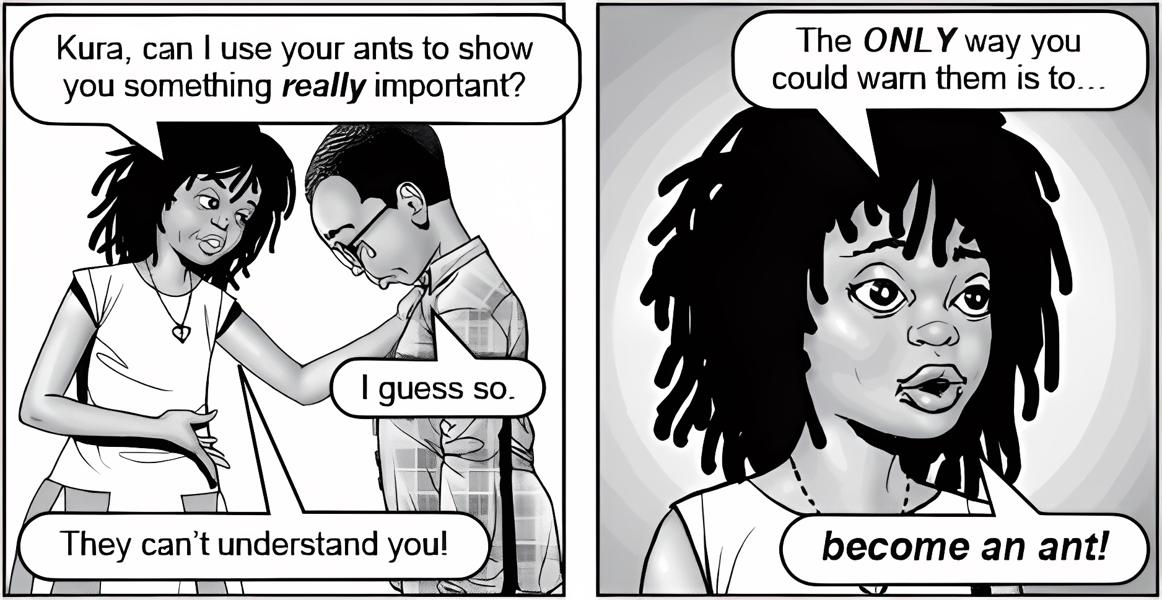 Kura, can I use your ants to show
you something really important?
I guess so.
They can't understand you!
The ONLY way you
could warn them is to...
become an ant!